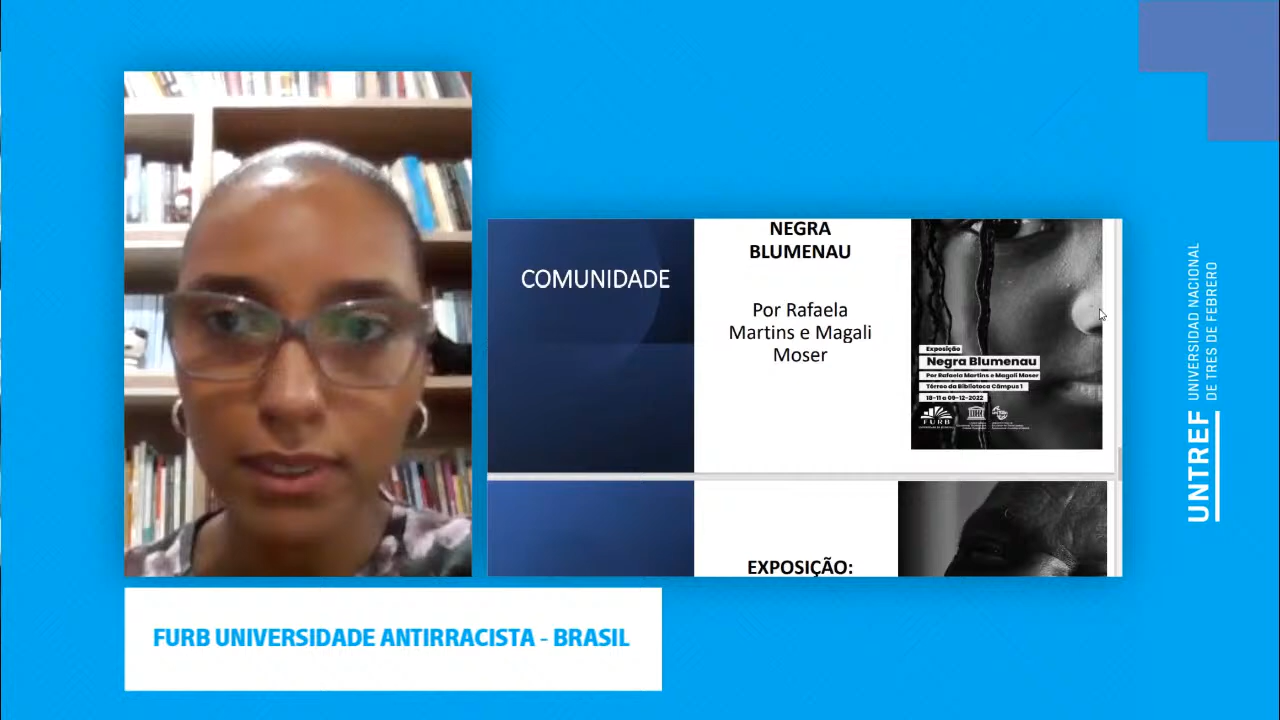 NEGRA
BLUMENAU
COMUNIDADE
Por Rafaela
Martins e Magali
Moser
Exposição
Negra Blumenau
Por Rafaela Martins e Magali Moser
Térreo da Biblioteca Câmpus 1
18-11 a 09-12-2022
FURB
EXPOSIÇÃO:
FURB UNIVERSIDADE ANTIRRACISTA - BRASIL
UNTREF
UNIVERSIDAD NACIONAL
DE TRES DE FEBRERO